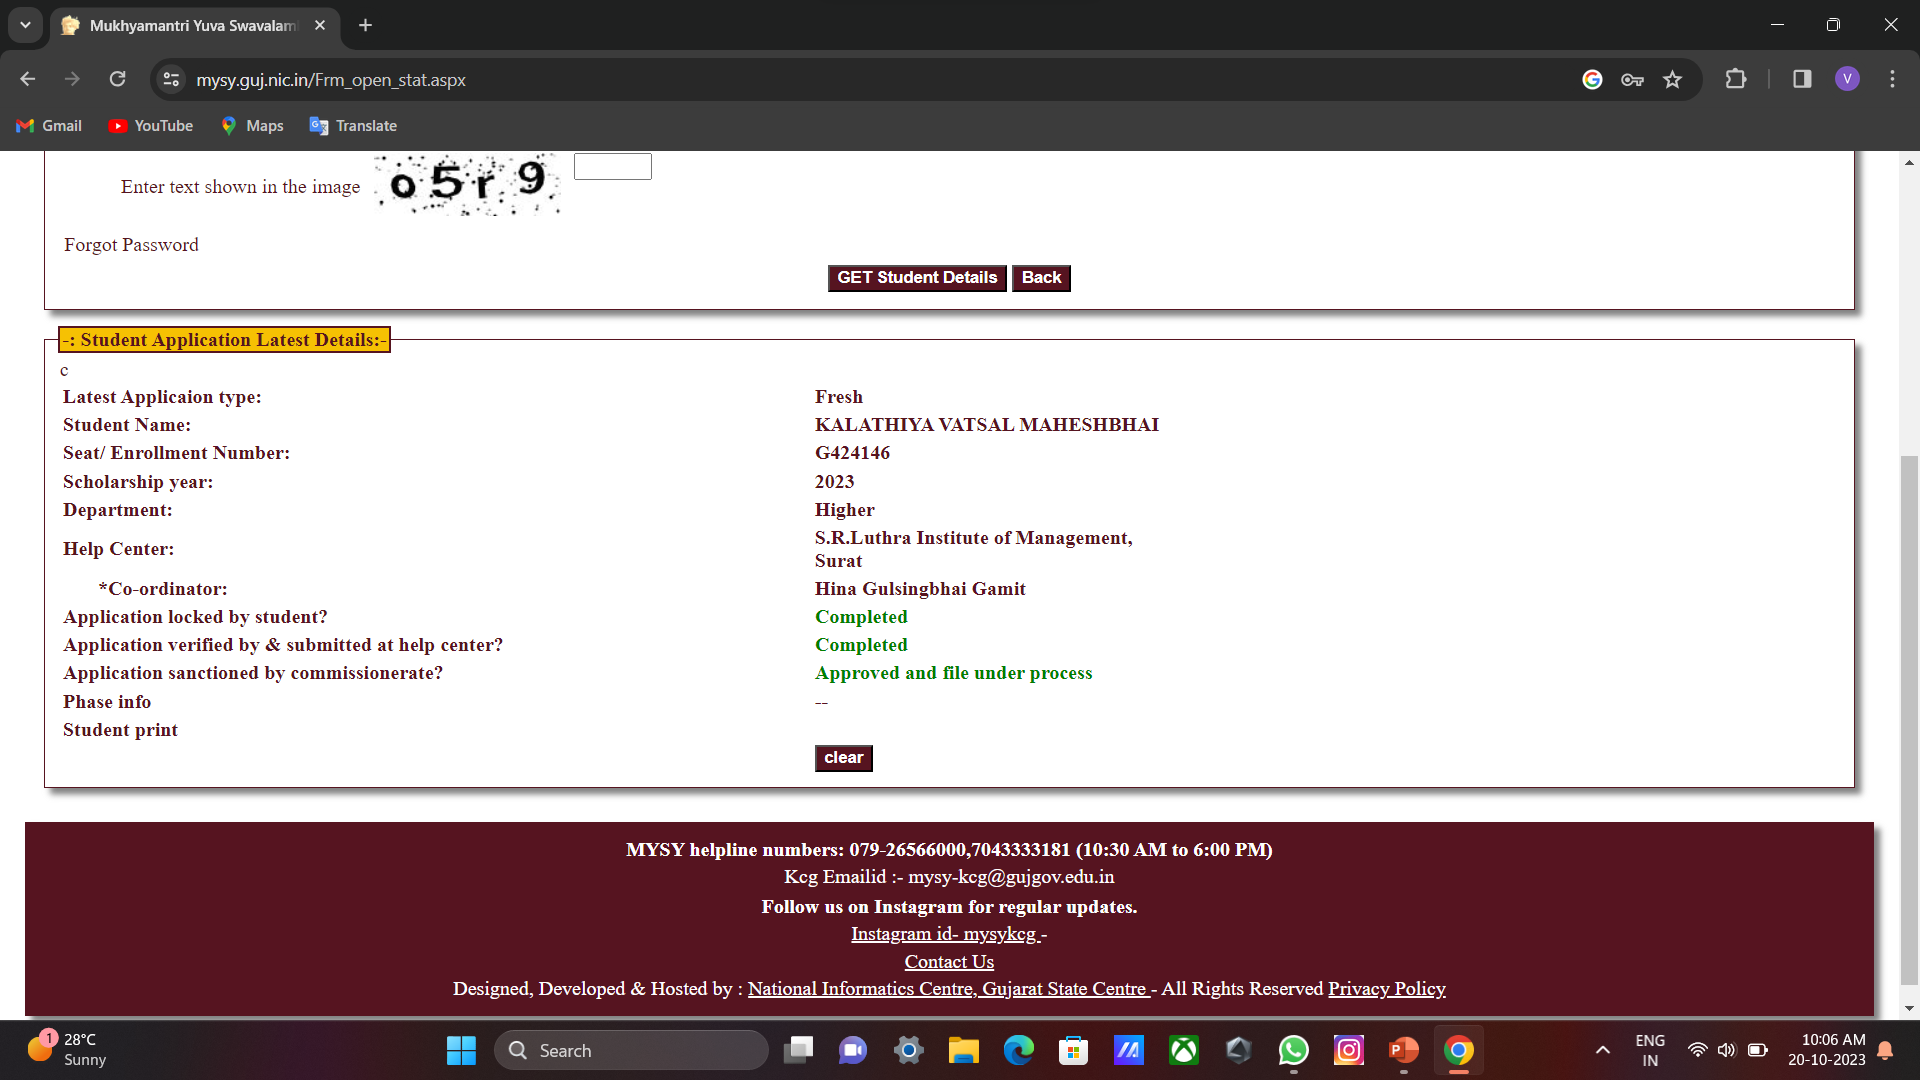 Mukhyamantri Yuva Swavalam
mysy.guj.nic.in/Frm_open_stat.aspx
V
Gmail YouTube Maps Translate
Enter text shown in the image o5r9
Forgot Password
GET Student Details Back
-: Student Application Latest Details:-
c
Latest Applicaion type: Fresh
Student Name: KALATHIYA VATSAL MAHESHBHAI
Seat/ Enrollment Number: G424146
Scholarship year: 2023
Department: Higher
Help Center: S.R.Luthra Institute of Management,
Surat
*Co-ordinator: Hina Gulsingbhai Gamit
Application locked by student? Completed
Application verified by & submitted at help center? Completed
Application sanctioned by commissionerate? Approved and file under process
Phase info --
Student print
clear
MYSY helpline numbers: 079-26566000,7043333181 (10:30 AM to 6:00 PM)
Kcg Emailid :- mysy-kcg@gujgov.edu.in
Follow us on Instagram for regular updates.
Instagram id- mysykcg -
Contact Us
Designed, Developed & Hosted by : National Informatics Centre, Gujarat State Centre - All Rights Reserved Privacy Policy
1
28°C
Sunny
Search
ENG
IN
10:06 AM
20-10-2023